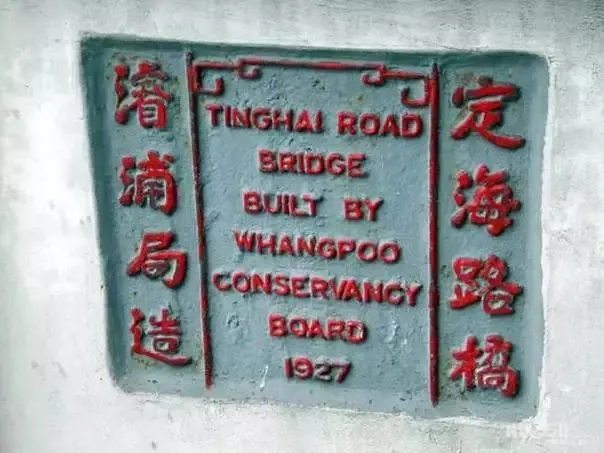 定海路橋
TINGHAI ROAD
BRIDGE
BUILT BY
WHANGPOO
CONSERVANCY
BOARD
1927
濬浦局造